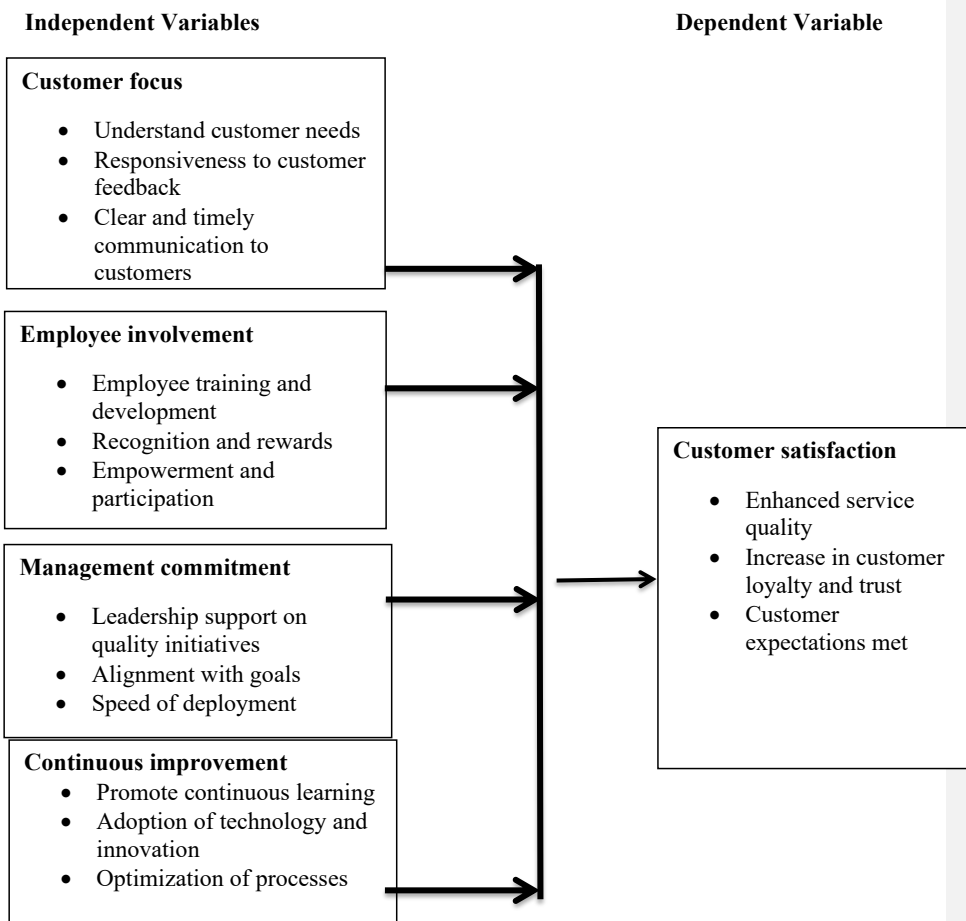 Independent Variables
Dependent Variable
Customer focus
• Understand customer needs
• Responsiveness to customer
feedback
• Clear and timely
communication to
customers
Employee involvement
• Employee training and
development
• Recognition and rewards
• Empowerment and
participation
Management commitment
• Leadership support on
quality initiatives
• Alignment with goals
• Speed of deployment
Continuous improvement
• Promote continuous learning
• Adoption of technology and
innovation
• Optimization of processes
Customer satisfaction
• Enhanced service
quality
• Increase in customer
loyalty and trust
• Customer
expectations met